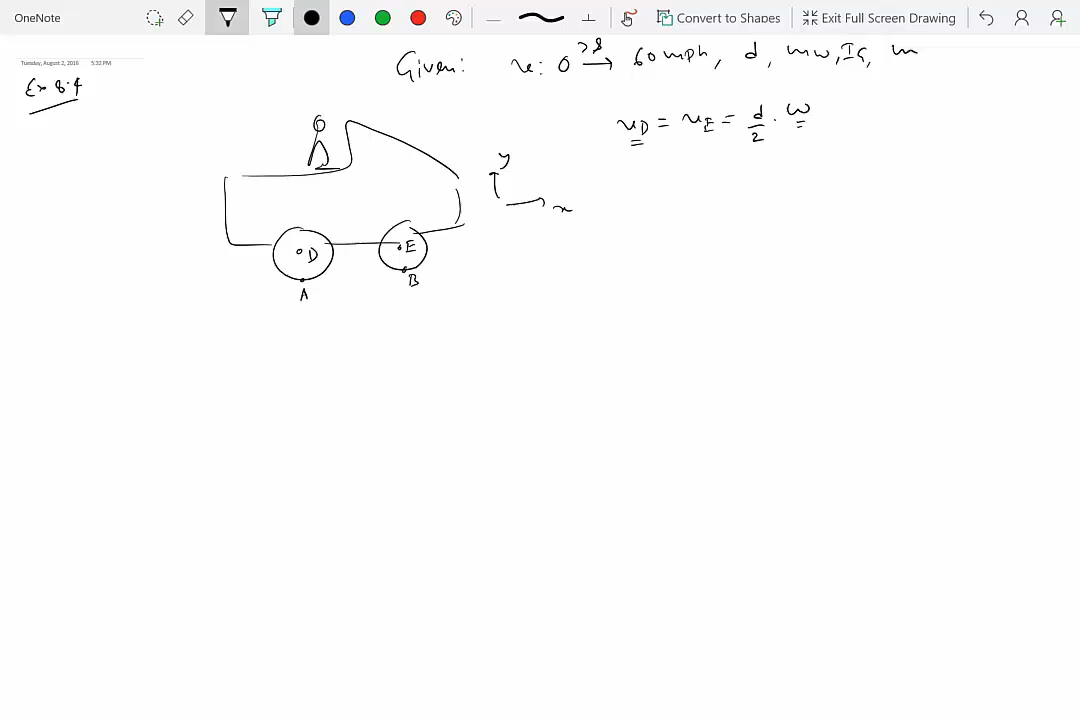 OneNote
Convert to Shapes
Exit Full Screen Drawing
Tuesday, August 2, 2016 5:32 PM
Ex 8.4
Given: v: 0 → 60 mph, d, mw, IG, m
vD = vE = d/2 · ω
y
x
D
E
A
B